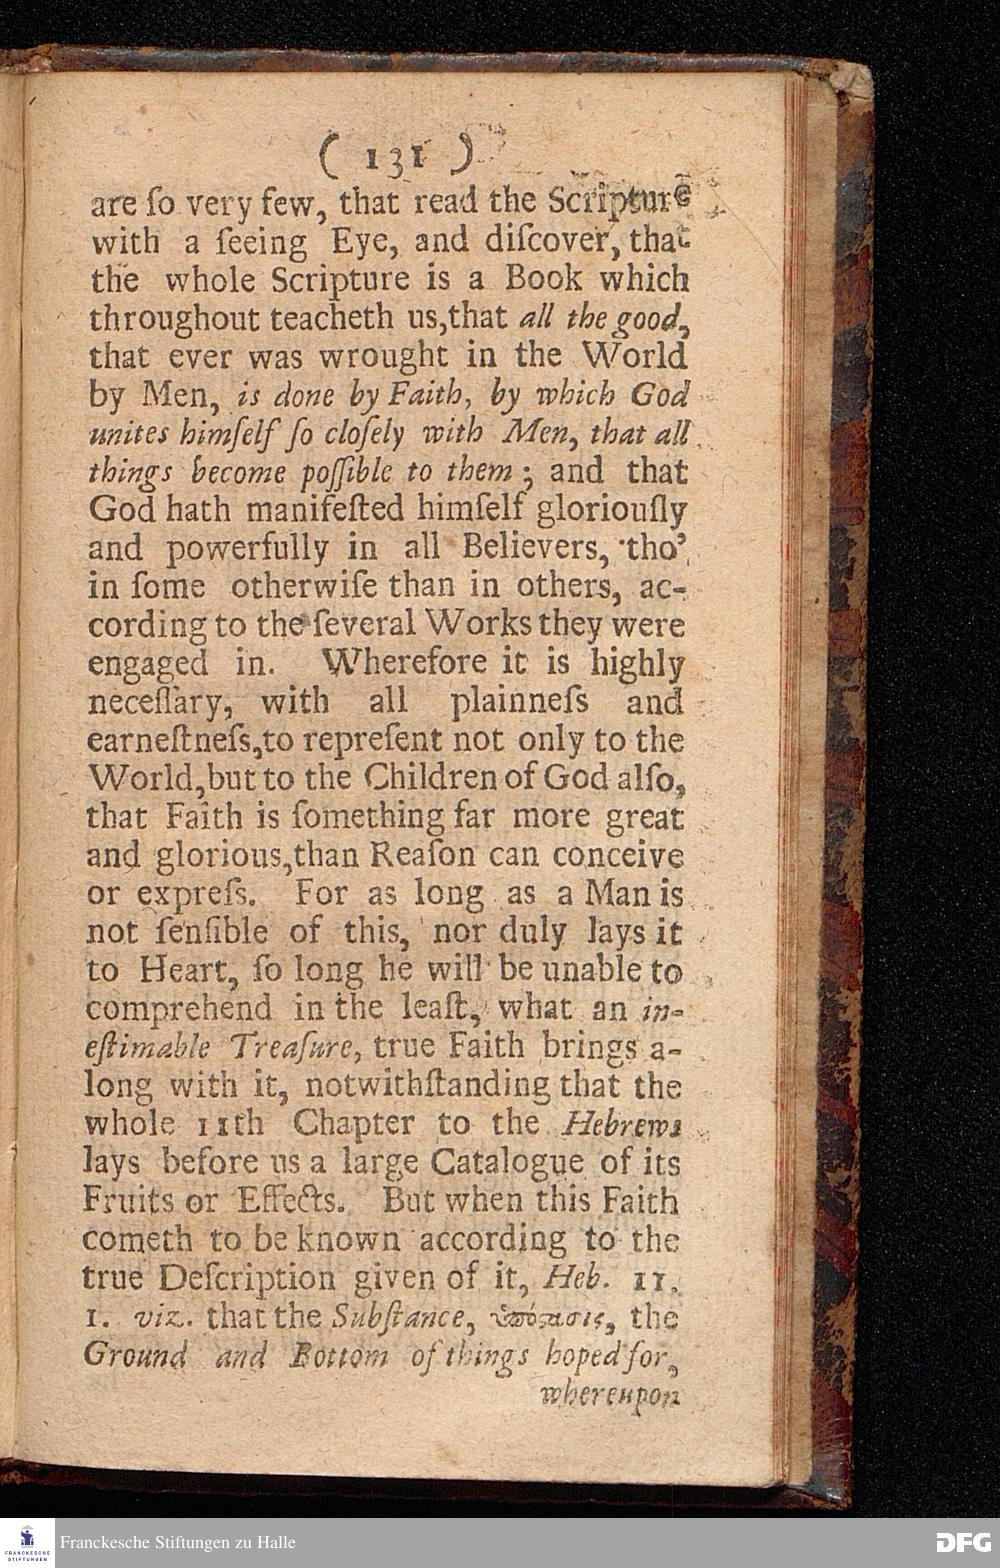 ( 131 )
are ſo very few, that read the Scripture
with a ſeeing Eye, and diſcover, that
the whole Scripture is a Book which
throughout teacheth us,that all the good,
that ever was wrought in the World
by Men, is done by Faith, by which God
unites himſelf ſo cloſely with Men, that all
things become poſſible to them ; and that
God hath manifeſted himſelf gloriouſly
and powerfully in all Believers, tho’
in ſome otherwiſe than in others, ac-
cording to the ſeveral Works they were
engaged in. Wherefore it is highly
neceſſary, with all plainneſs and
earneſtneſs,to repreſent not only to the
World,but to the Children of God alſo,
that Faith is ſomething far more great
and glorious,than Reaſon can conceive
or expreſs. For as long as a Man is
not ſenſible of this, nor duly lays it
to Heart, ſo long he will be unable to
comprehend in the leaſt, what an in-
eſtimable Treaſure, true Faith brings a-
long with it, notwithſtanding that the
whole 11th Chapter to the Hebrews
lays before us a large Catalogue of its
Fruits or Effects. But when this Faith
cometh to be known according to the
true Deſcription given of it, Heb. 11.
1. viz. that the Subſtance, ὑπόστασις, the
Ground and Bottom of things hoped for,
whereupon
FRANCKESCHE
STIFTUNGEN
Franckesche Stiftungen zu Halle
DFG